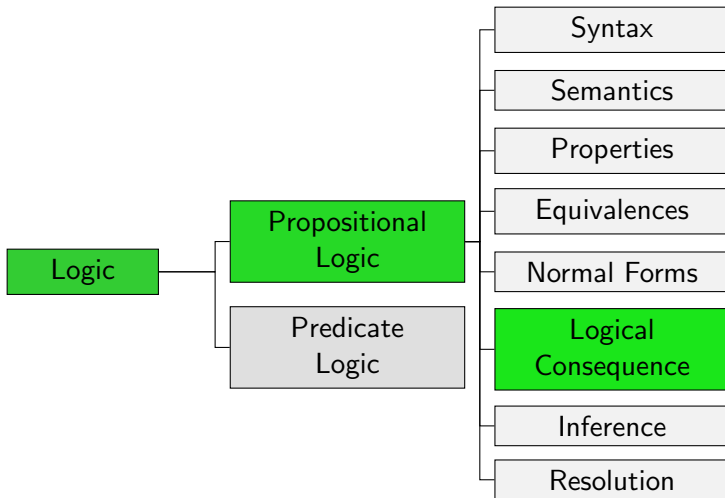 Logic
Propositional
Logic
Predicate
Logic
Syntax
Semantics
Properties
Equivalences
Normal Forms
Logical
Consequence
Inference
Resolution